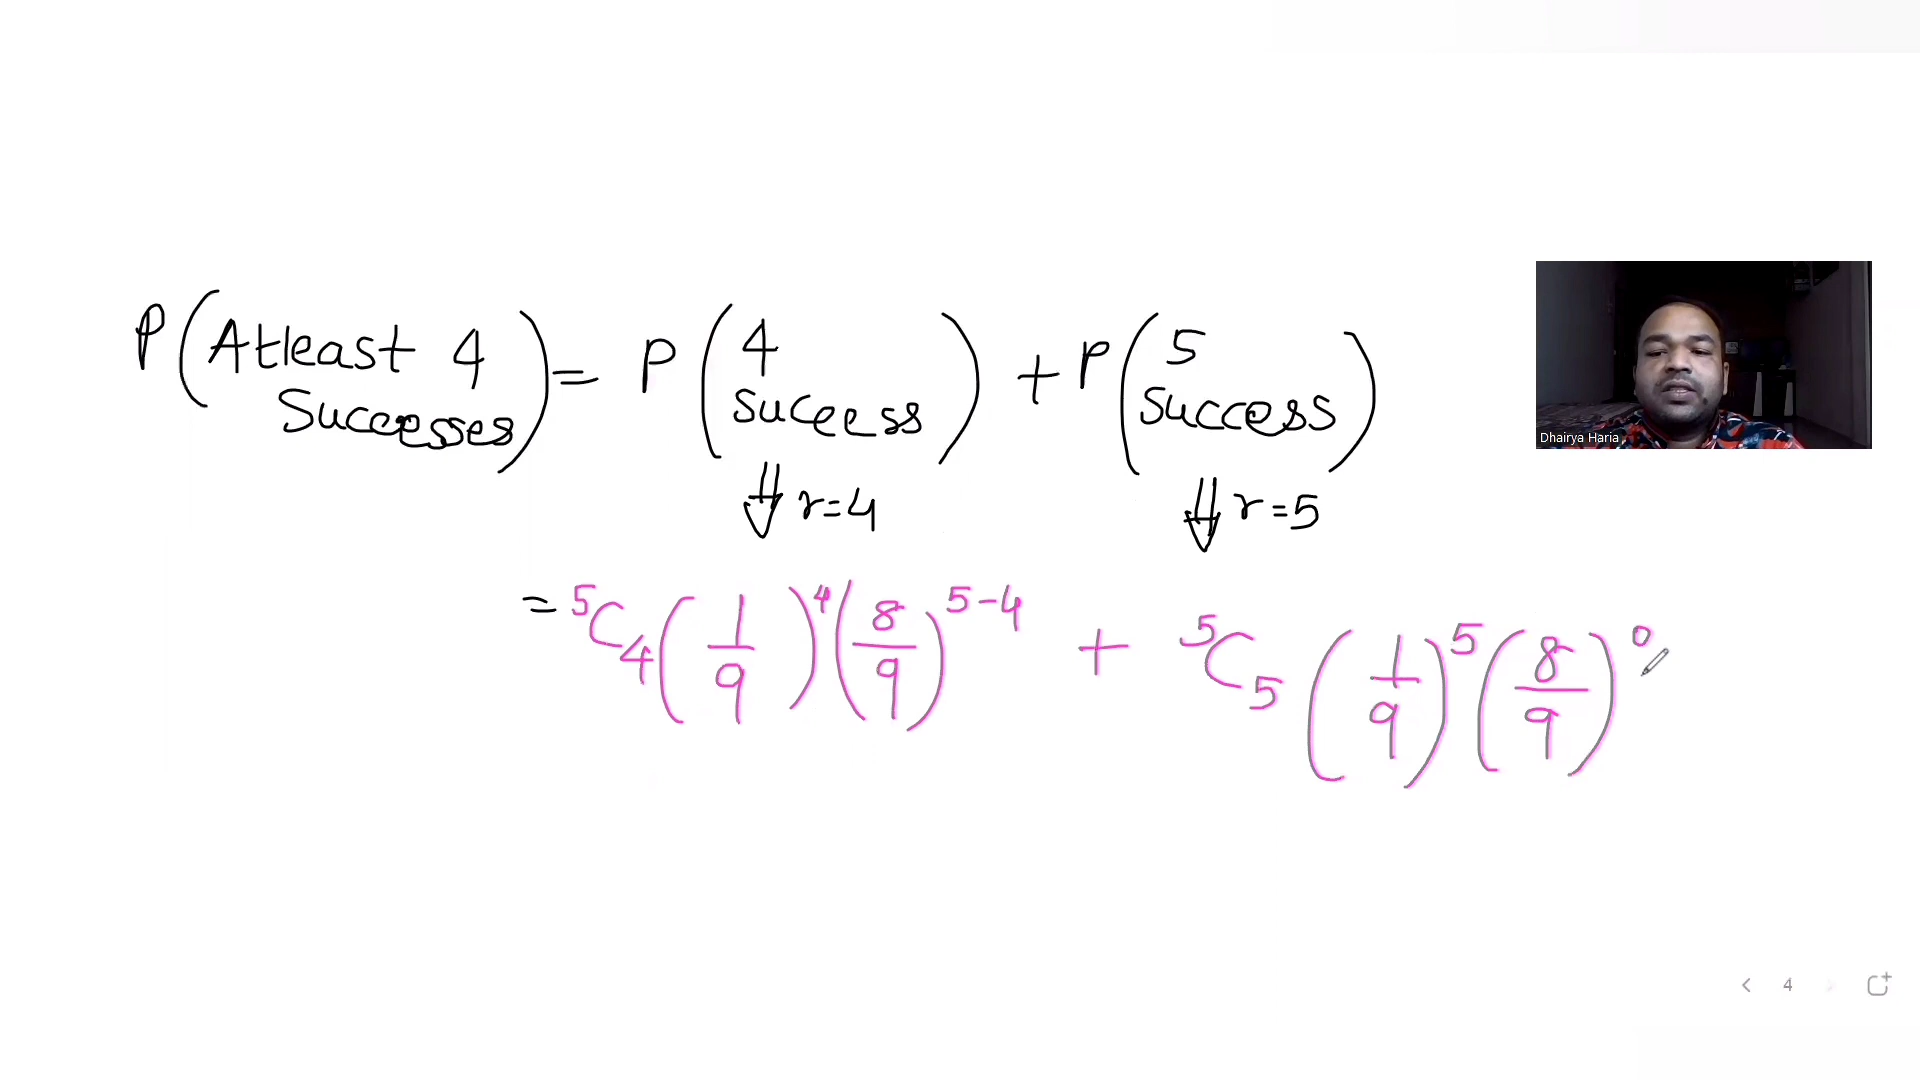 P(Atleast 4 Successes) = P(4 Success) + P(5 Success)
⇓ r=4 ⇓ r=5
= ⁵C₄ (1/9)⁴ (8/9)⁵⁻⁴ + ⁵C₅ (1/9)⁵ (8/9)⁰
Dhairya Haria
4